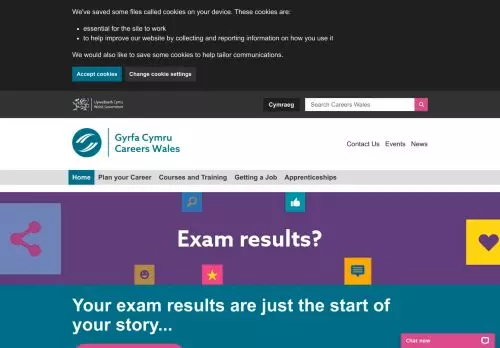 We've saved some files called cookies on your device. These cookies are:
essential for the site to work
to help improve our website by collecting and reporting information on how you use it
We would also like to save some cookies to help tailor communications.
Accept cookies
Change cookie settings
Llywodraeth Cymru
Welsh Government
Cymraeg
Search Careers Wales
Gyrfa Cymru
Careers Wales
Contact Us
Events
News
Home
Plan your Career
Courses and Training
Getting a Job
Apprenticeships
Exam results?
Your exam results are just the start of
your story...
Chat now